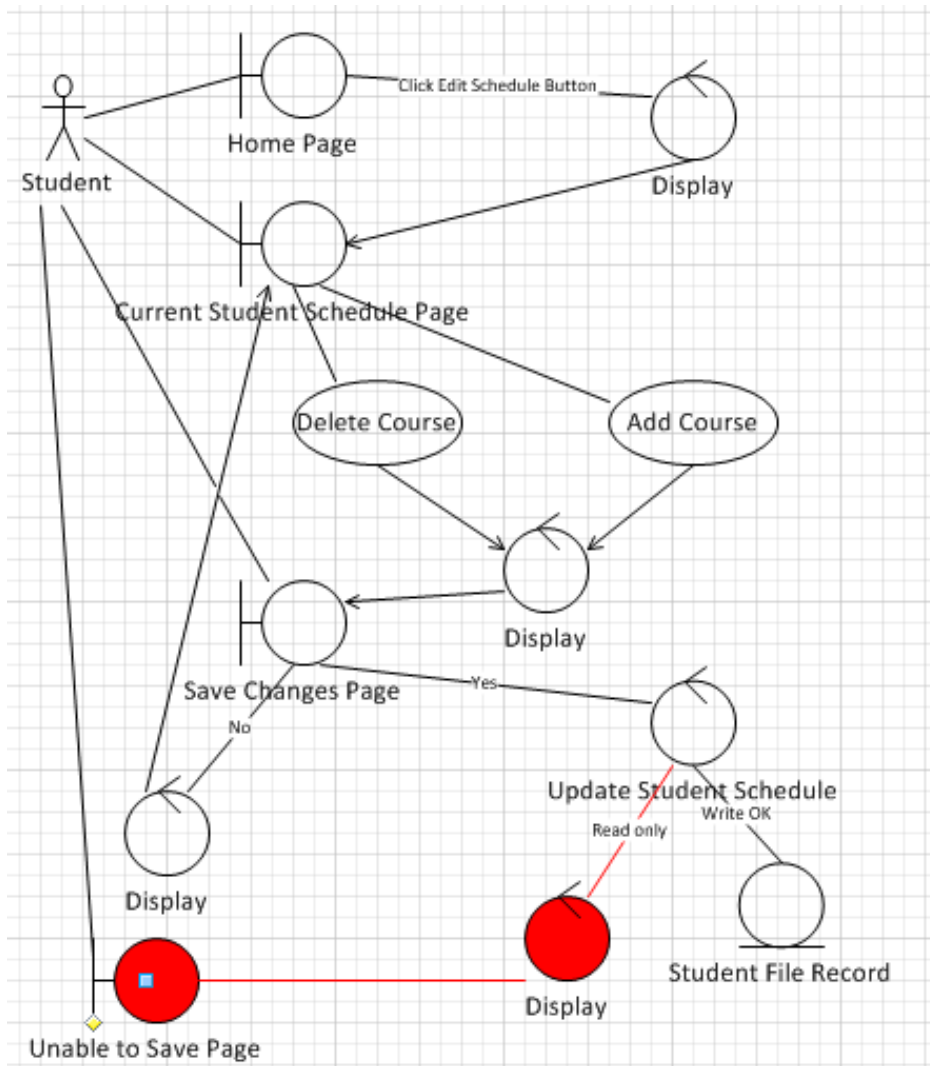 Click Edit Schedule Button
Home Page
Student
Display
Current Student Schedule Page
Delete Course
Add Course
Display
Save Changes Page
Yes
No
Update Student Schedule
Write OK
Read only
Display
Student File Record
Display
Unable to Save Page